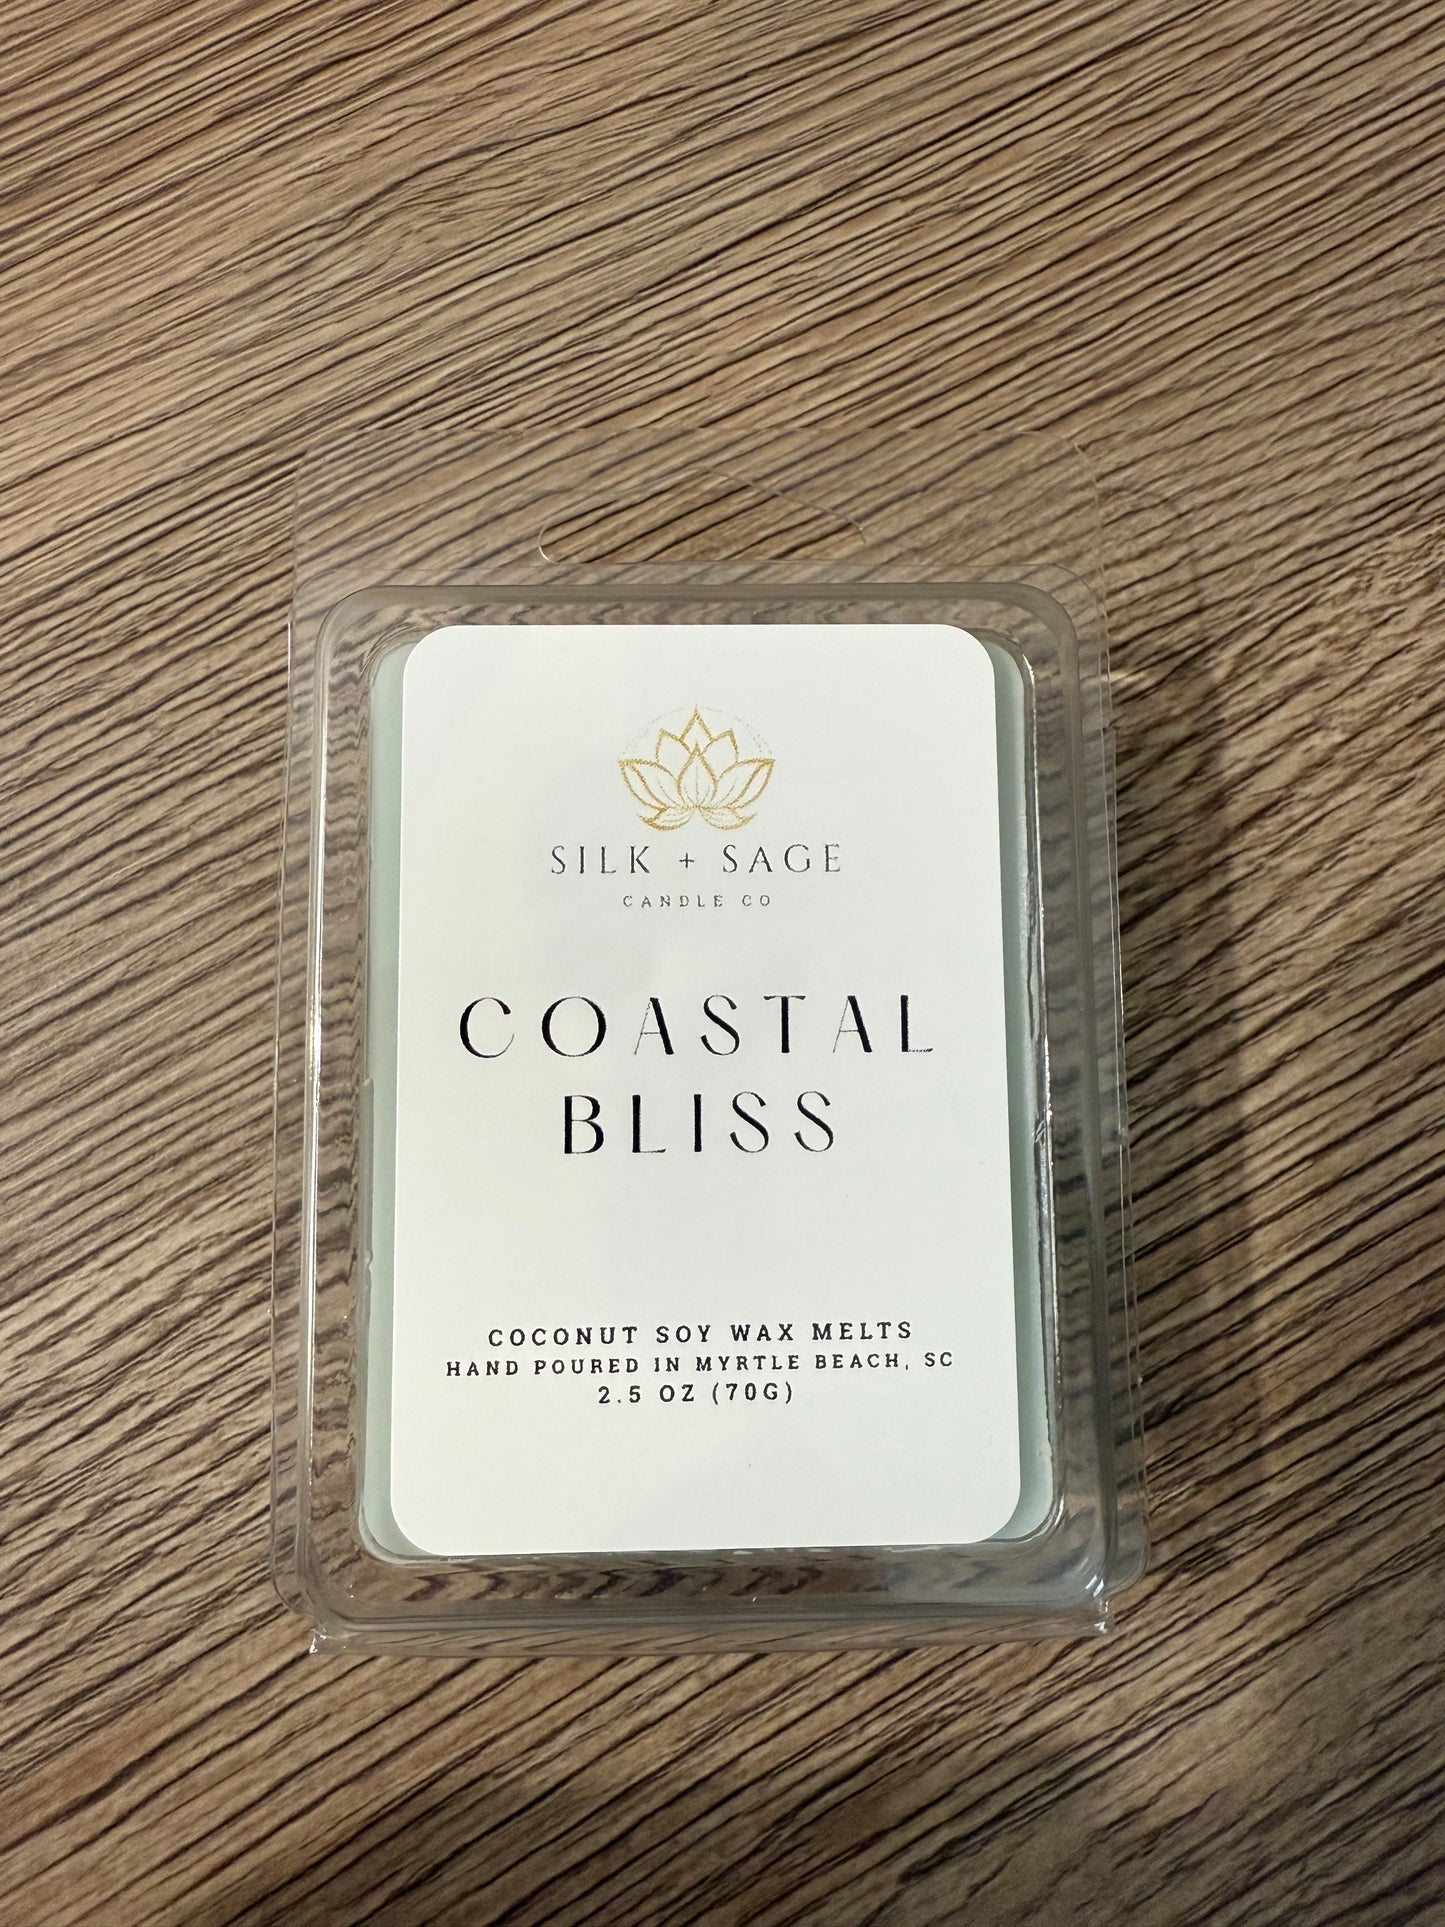 SILK + SAGE
CANDLE CO
COASTAL
BLISS
COCONUT SOY WAX MELTS
HAND POURED IN MYRTLE BEACH, SC
2.5 OZ (70G)